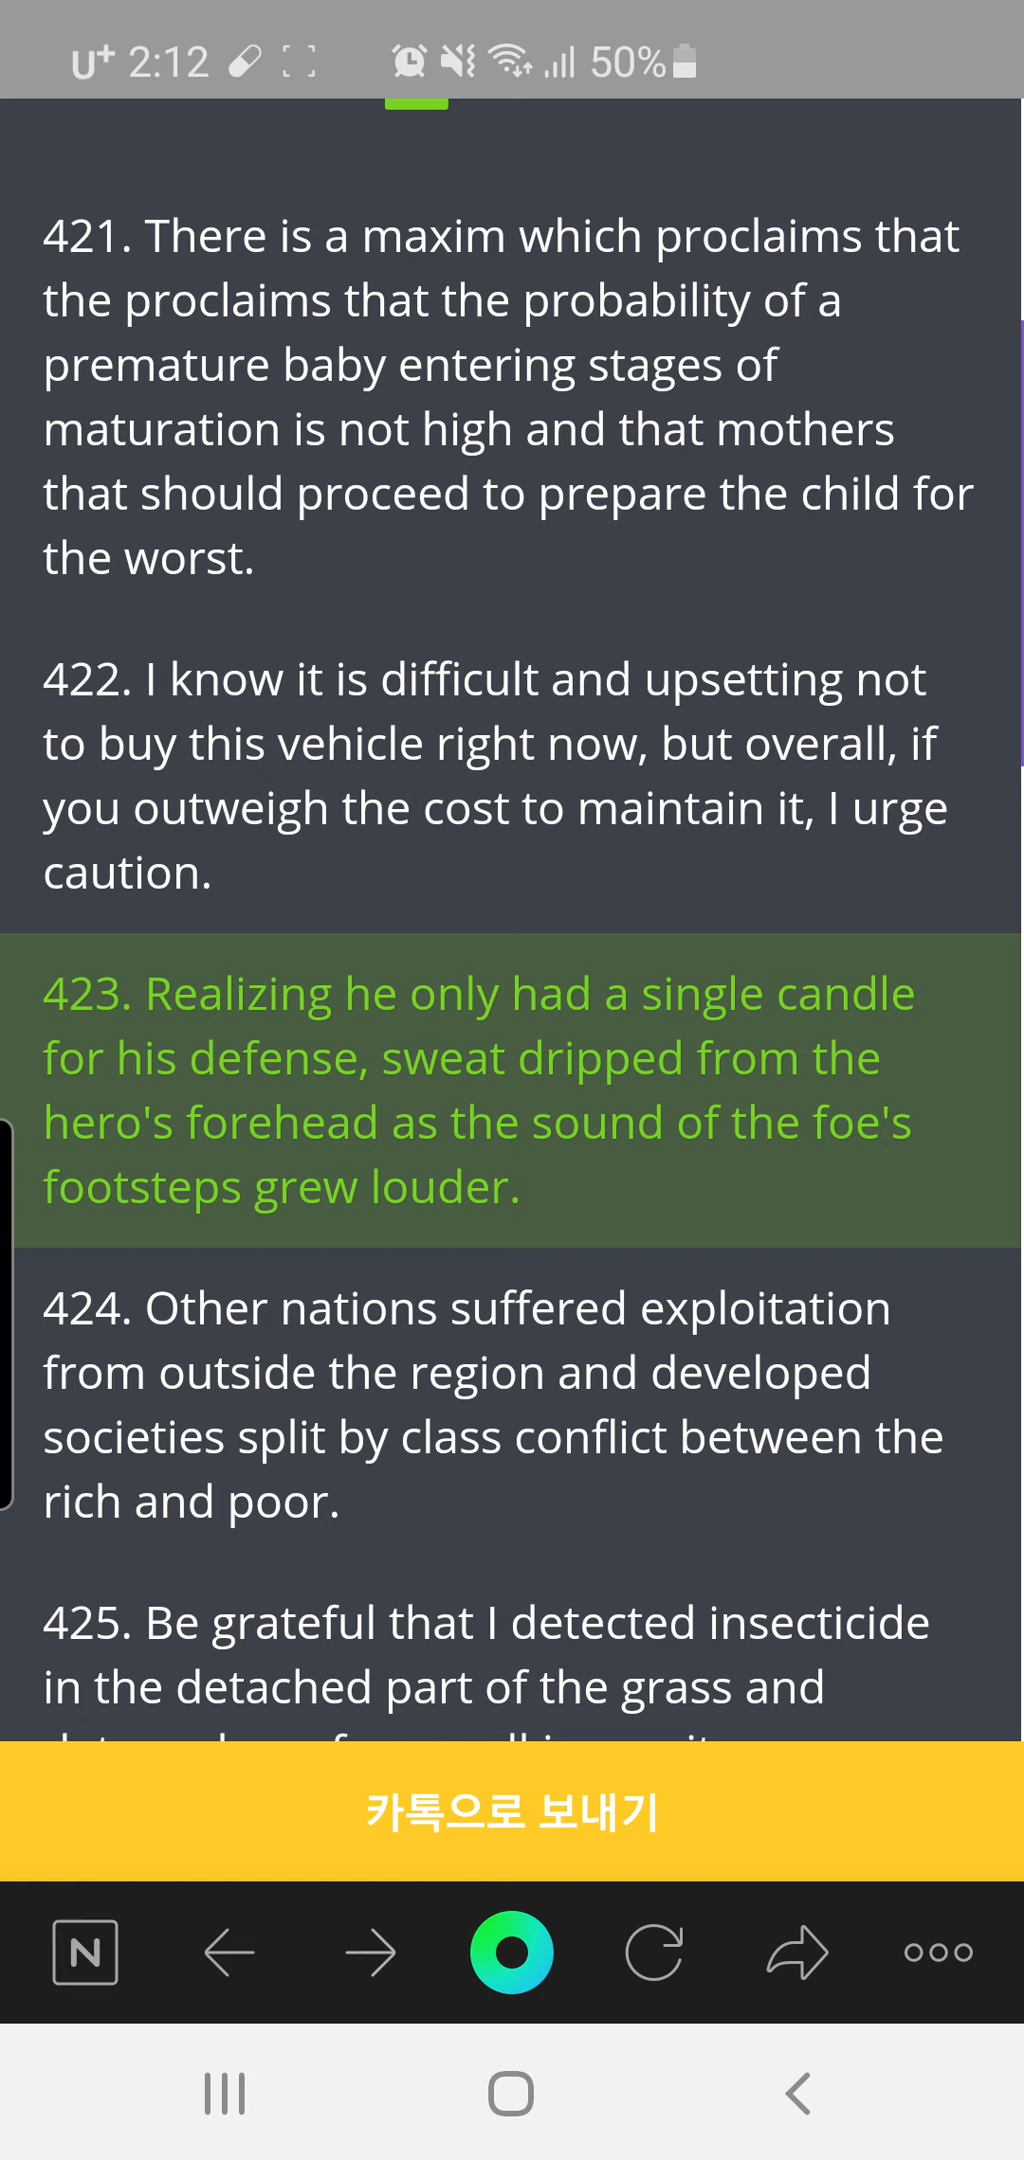 U+ 2:12 50%
421. There is a maxim which proclaims that
the proclaims that the probability of a
premature baby entering stages of
maturation is not high and that mothers
that should proceed to prepare the child for
the worst.
422. I know it is difficult and upsetting not
to buy this vehicle right now, but overall, if
you outweigh the cost to maintain it, I urge
caution.
423. Realizing he only had a single candle
for his defense, sweat dripped from the
hero's forehead as the sound of the foe's
footsteps grew louder.
424. Other nations suffered exploitation
from outside the region and developed
societies split by class conflict between the
rich and poor.
425. Be grateful that I detected insecticide
in the detached part of the grass and
카톡으로 보내기
N